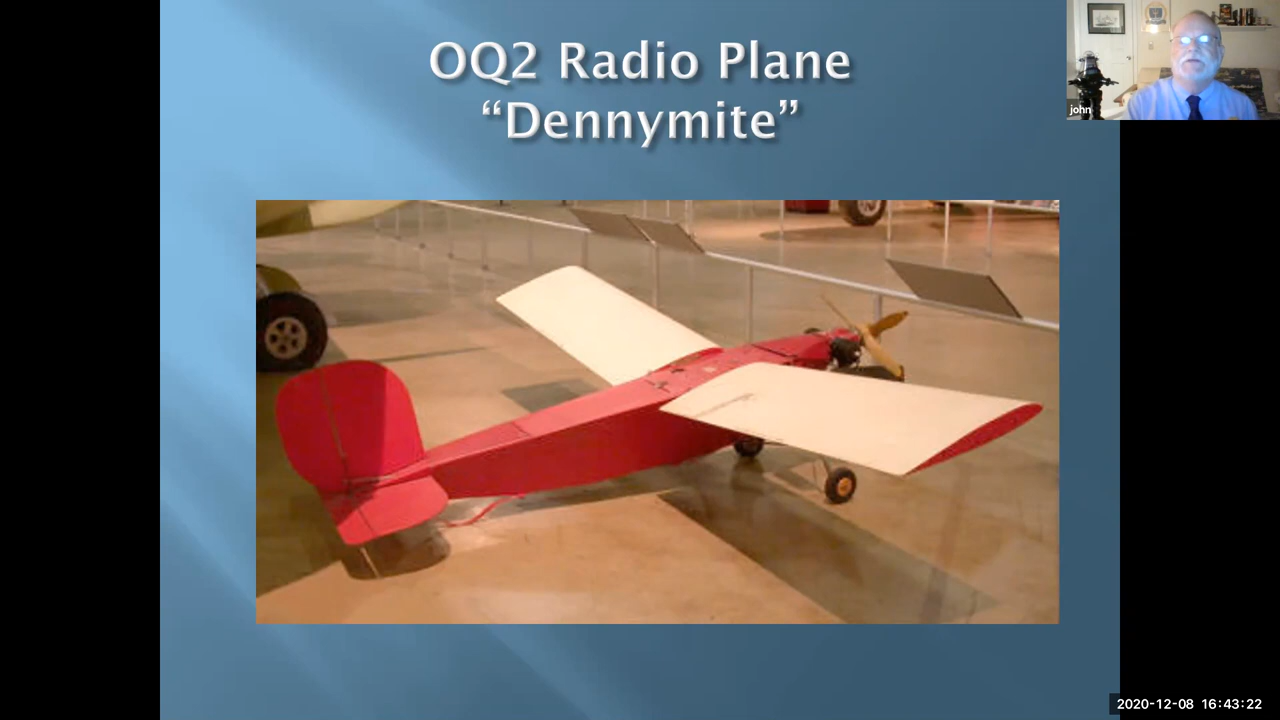 OQ2 Radio Plane
“Dennymite”
john
2020-12-08 16:43:22